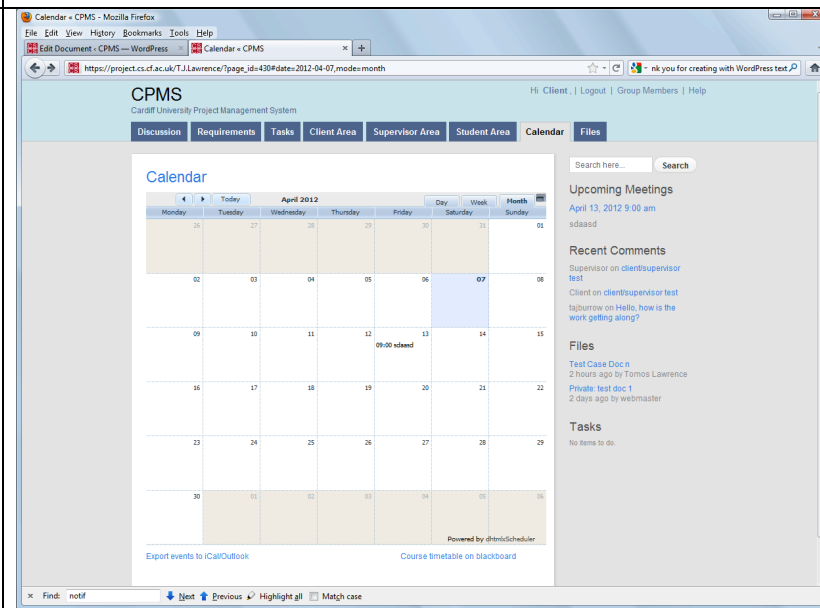 Calendar « CPMS - Mozilla Firefox
File Edit View History Bookmarks Tools Help
Edit Document ‹ CPMS — WordPress × Calendar « CPMS × +
https://project.cs.cf.ac.uk/T.J.Lawrence/?page_id=430#date=2012-04-07,mode=month nk you for creating with WordPress text
CPMS
Hi Client , | Logout | Group Members | Help
Cardiff University Project Management System
Discussion Requirements Tasks Client Area Supervisor Area Student Area Calendar Files
Calendar
Today April 2012 Day Week Month
Monday Tuesday Wednesday Thursday Friday Saturday Sunday
26 27 28 29 30 31 01
02 03 04 05 06 07 08
09 10 11 12 13 14 15
09:00 sdaasd
16 17 18 19 20 21 22
23 24 25 26 27 28 29
30 01 02 03 04 05 06
Powered by dhtmlxScheduler
Export events to iCal/Outlook Course timetable on blackboard
Search here... Search
Upcoming Meetings
April 13, 2012 9:00 am
sdaasd
Recent Comments
Supervisor on client/supervisor
test
Client on client/supervisor test
tajburrow on Hello, how is the
work getting along?
Files
Test Case Doc n
2 hours ago by Tomos Lawrence
Private: test doc 1
2 days ago by webmaster
Tasks
No items to do.
× Find: notif Next Previous Highlight all Match case